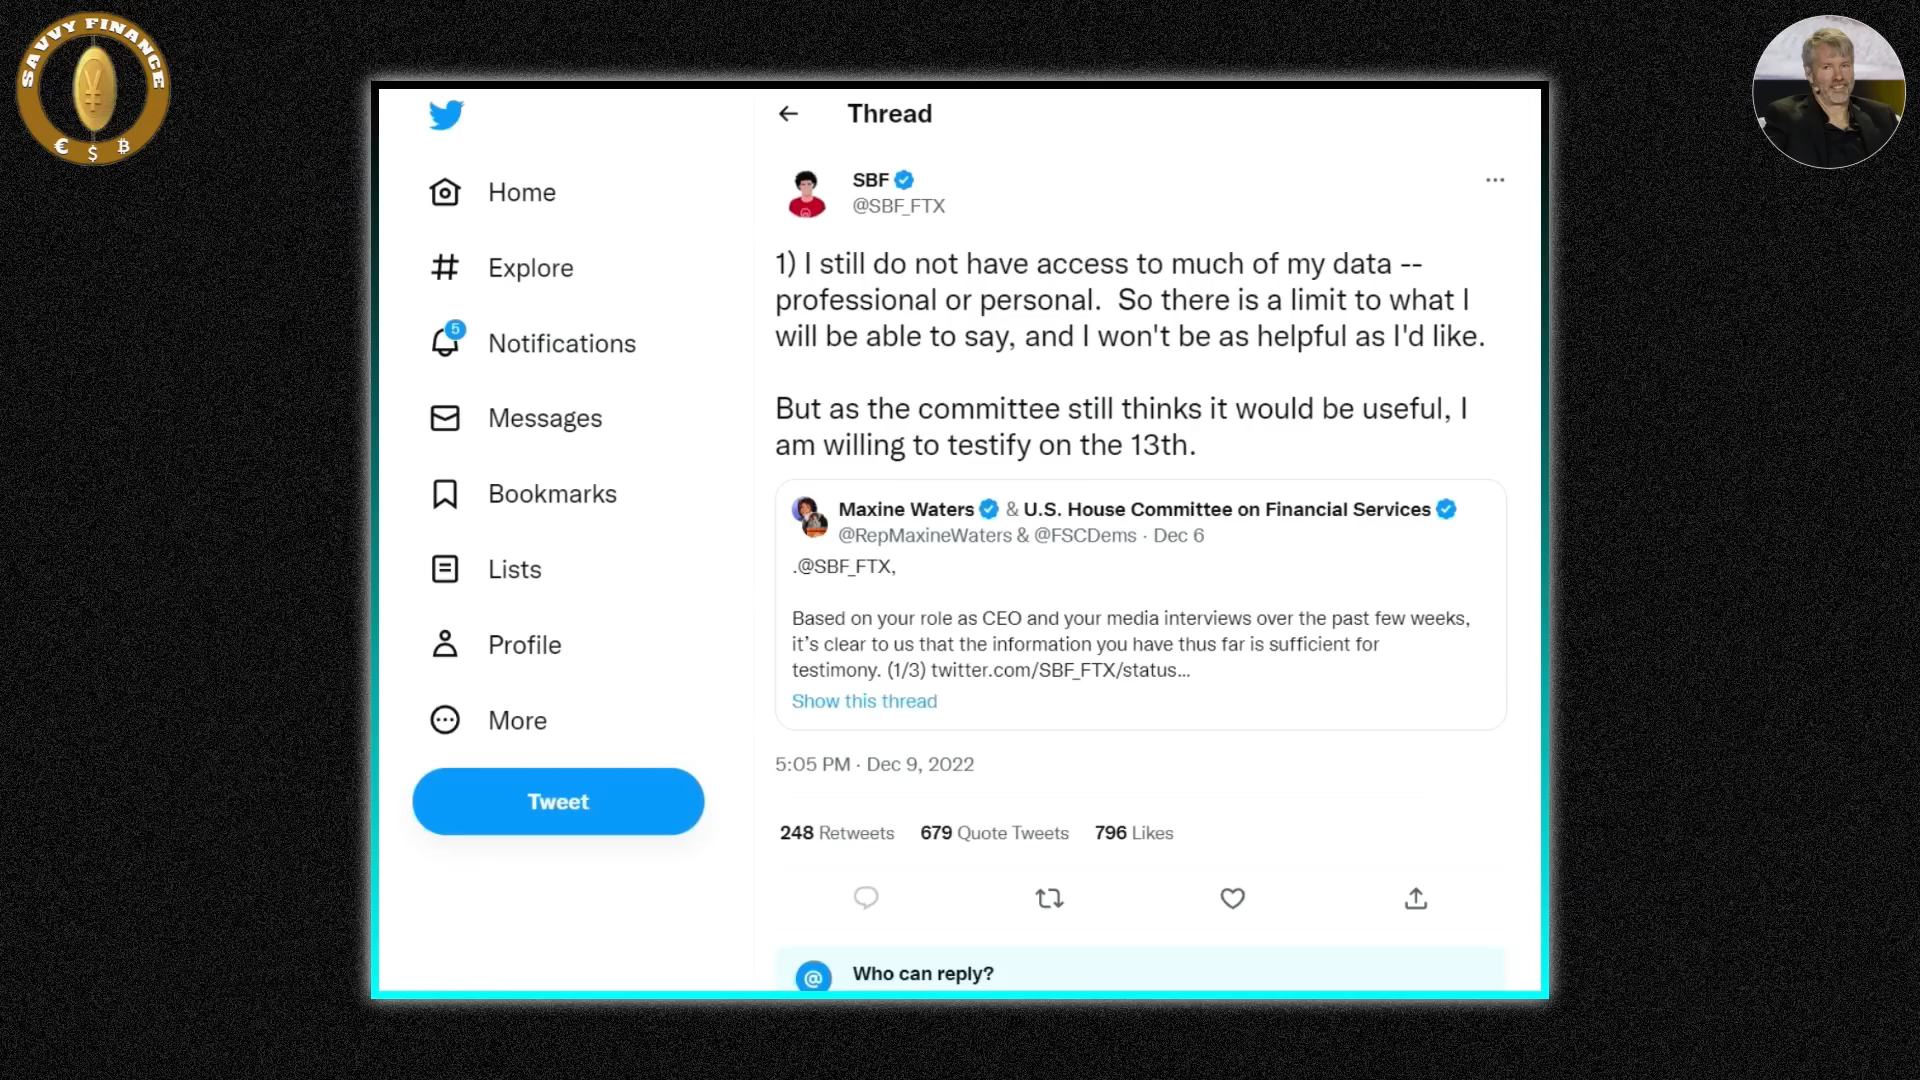 SAVVY FINANCE
€ $ ₿
¥
Home
Explore
5
Notifications
Messages
Bookmarks
Lists
Profile
More
Tweet
Thread
SBF
@SBF_FTX
1) I still do not have access to much of my data --
professional or personal.  So there is a limit to what I
will be able to say, and I won't be as helpful as I'd like.
But as the committee still thinks it would be useful, I
am willing to testify on the 13th.
Maxine Waters & U.S. House Committee on Financial Services
@RepMaxineWaters & @FSCDems · Dec 6
.@SBF_FTX,
Based on your role as CEO and your media interviews over the past few weeks,
it’s clear to us that the information you have thus far is sufficient for
testimony. (1/3) twitter.com/SBF_FTX/status...
Show this thread
5:05 PM · Dec 9, 2022
248 Retweets 679 Quote Tweets 796 Likes
@
Who can reply?